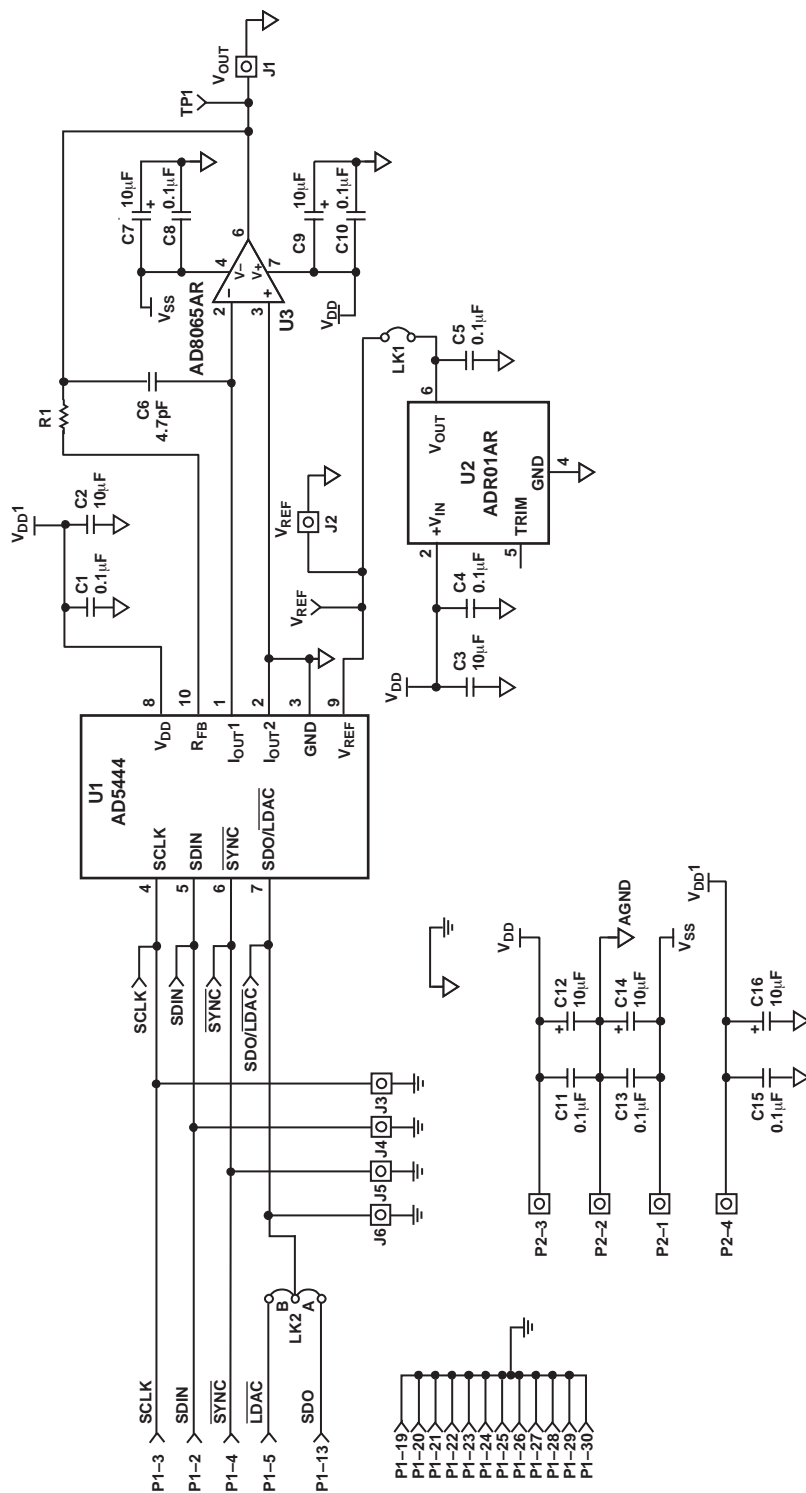 P1–3
SCLK
P1–2
SDIN
P1–4
SYNC
P1–5
LDAC
P1–13
SDO
LK2
B
A
J6
J5
J4
J3
SCLK
SDIN
SYNC
SDO/LDAC
4
5
6
7
U1
AD5444
SCLK
SDIN
SYNC
SDO/LDAC
VDD
RFB
IOUT1
IOUT2
GND
VREF
8
10
1
2
3
9
VDD1
C1
0.1µF
C2
10µF
R1
C6
4.7pF
AD8065AR
U3
2
3
4
V–
V+
7
6
–
+
VSS
C7
10µF
+
C8
0.1µF
VDD
C9
10µF
+
C10
0.1µF
TP1
VOUT
J1
VREF
VREF
J2
LK1
C5
0.1µF
VDD
C3
10µF
C4
0.1µF
2
+VIN
5
TRIM
U2
ADR01AR
VOUT
6
GND
4
P1–19
P1–20
P1–21
P1–22
P1–23
P1–24
P1–25
P1–26
P1–27
P1–28
P1–29
P1–30
P2–3
P2–2
P2–1
P2–4
C11
0.1µF
C12
10µF
+
C13
0.1µF
C14
10µF
+
VDD
AGND
VSS
C15
0.1µF
C16
10µF
+
VDD1